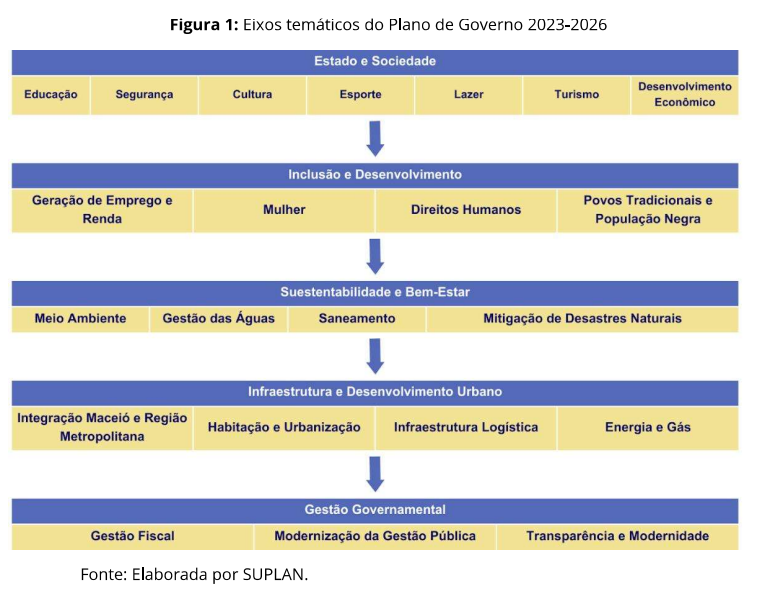 Figura 1: Eixos temáticos do Plano de Governo 2023-2026
Estado e Sociedade
Educação
Segurança
Cultura
Esporte
Lazer
Turismo
Desenvolvimento
Econômico
Inclusão e Desenvolvimento
Geração de Emprego e
Renda
Mulher
Direitos Humanos
Povos Tradicionais e
População Negra
Suestentabilidade e Bem-Estar
Meio Ambiente
Gestão das Águas
Saneamento
Mitigação de Desastres Naturais
Infraestrutura e Desenvolvimento Urbano
Integração Maceió e Região
Metropolitana
Habitação e Urbanização
Infraestrutura Logística
Energia e Gás
Gestão Governamental
Gestão Fiscal
Modernização da Gestão Pública
Transparência e Modernidade
Fonte: Elaborada por SUPLAN.